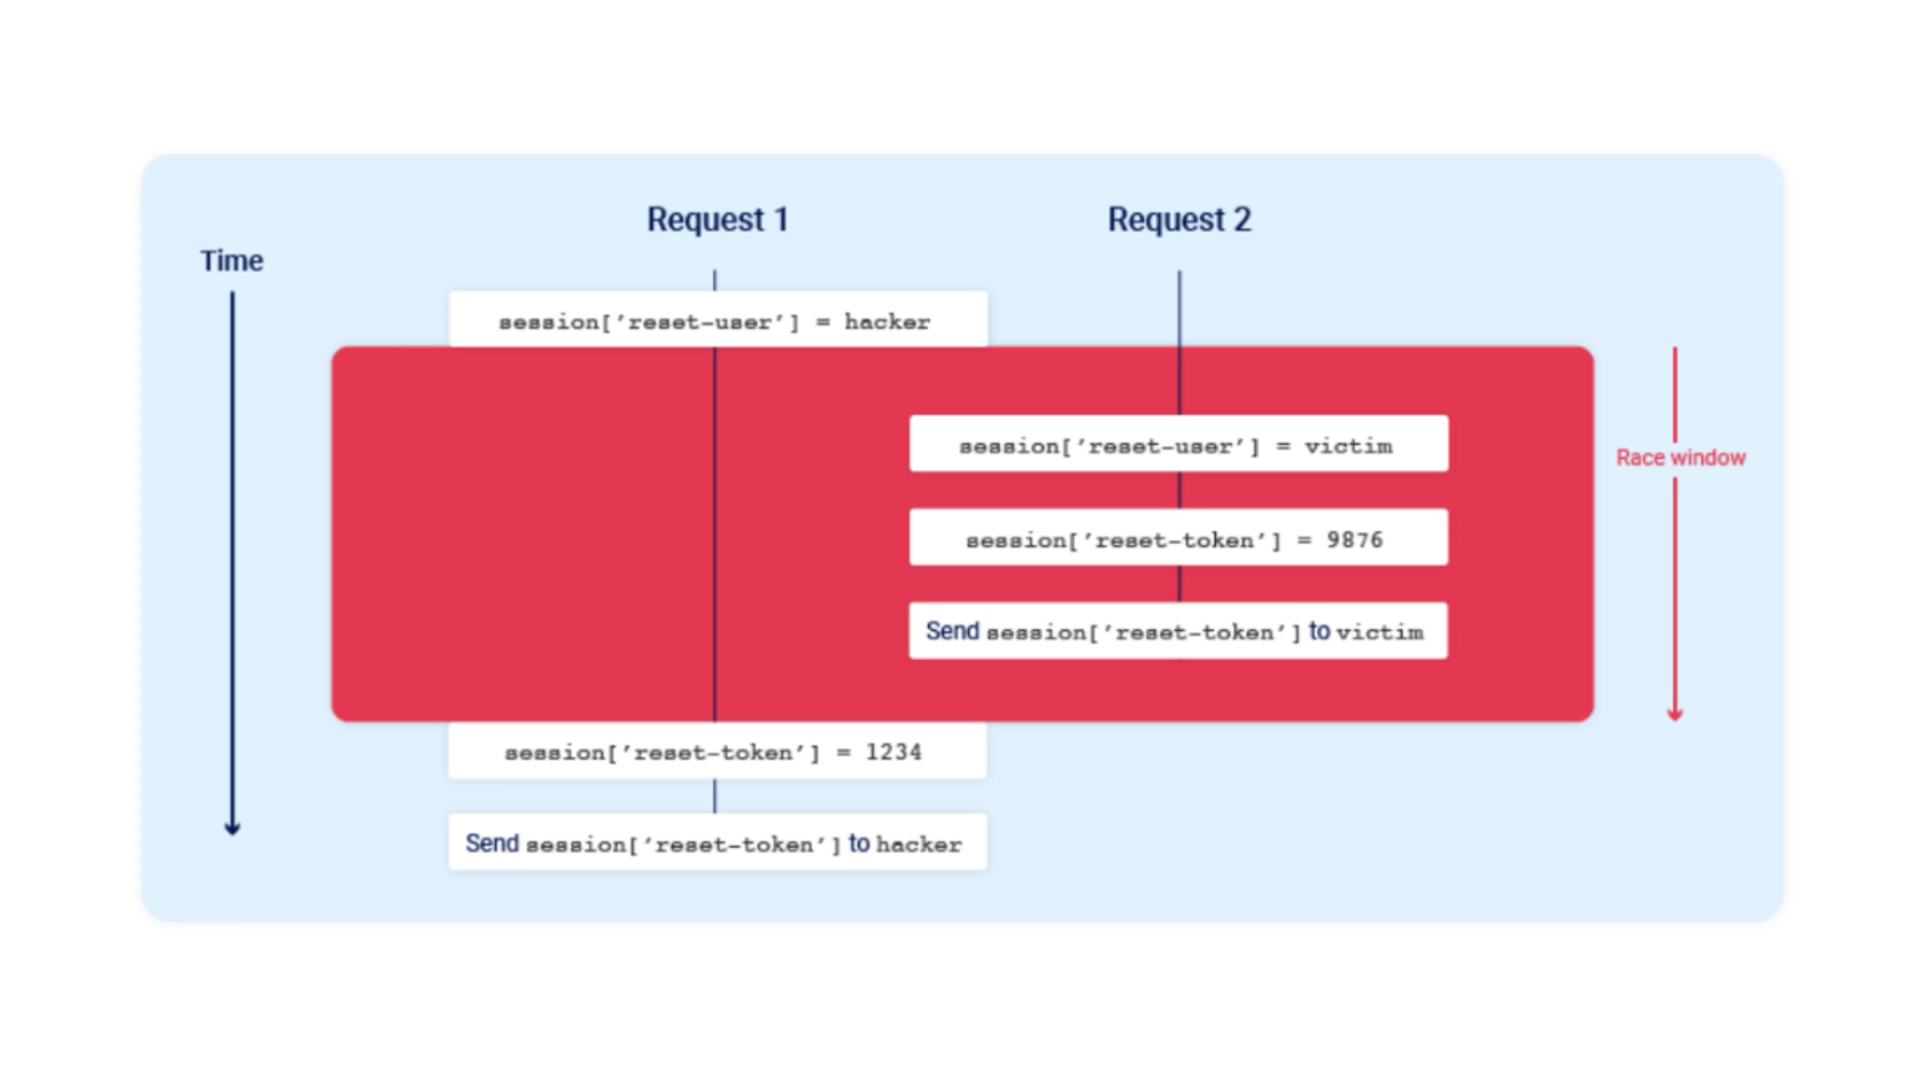 Request 1
Request 2
Time
session['reset-user'] = hacker
session['reset-user'] = victim
Race window
session['reset-token'] = 9876
Send session['reset-token'] to victim
session['reset-token'] = 1234
Send session['reset-token'] to hacker